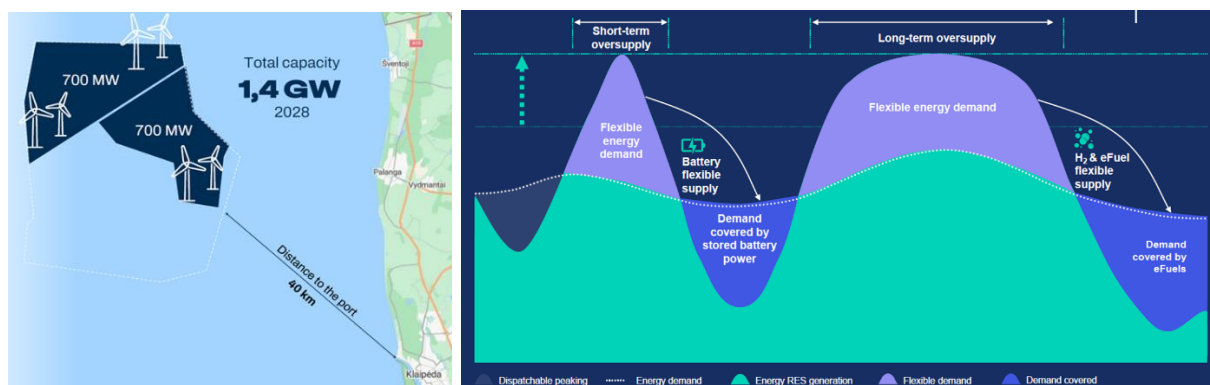 700 MW
700 MW
Total capacity
1,4 GW
2028
A13
Šventoji
Palanga
Vydmantai
Distance to the port
40 km
Klaipėda
Short-term
oversupply
Long-term oversupply
Flexible
energy
demand
Flexible energy demand
Battery
flexible
supply
H₂ & eFuel
flexible
supply
Demand
covered by
stored battery
power
Demand
covered by
eFuels
Dispatchable peaking
Energy demand
Energy RES generation
Flexible demand
Demand covered